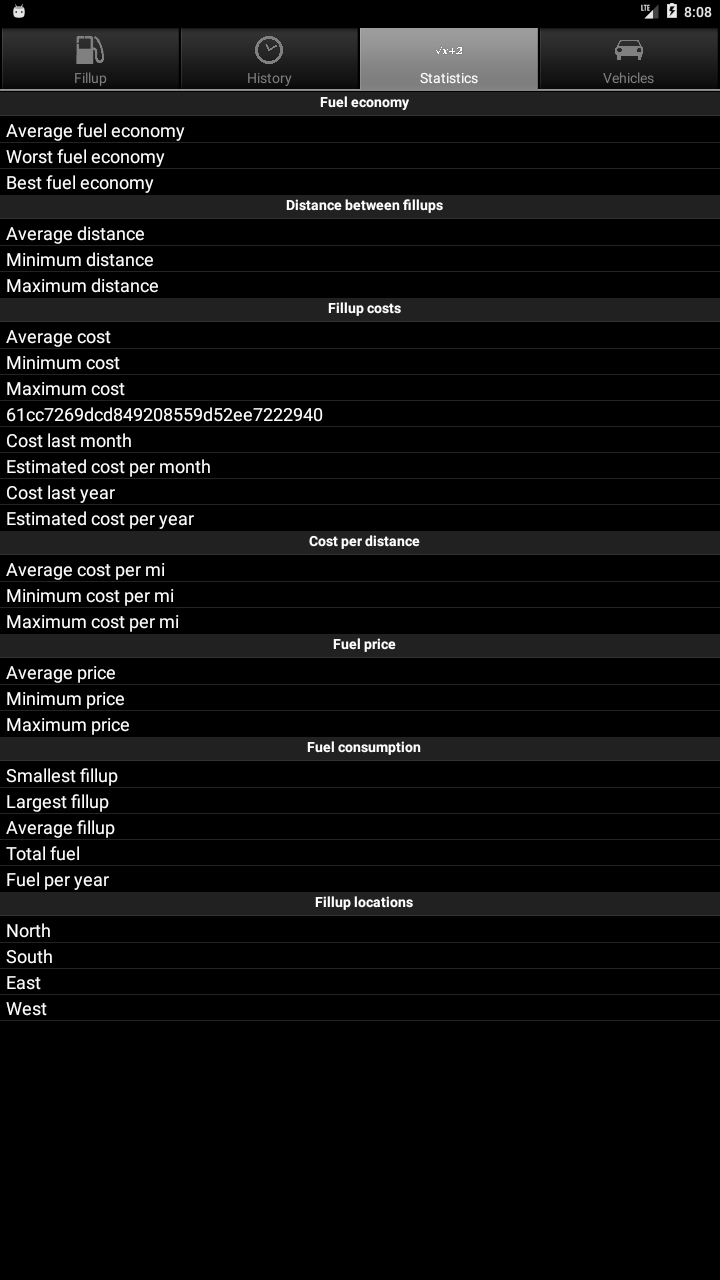 LTE 8:08
Fillup History √x+2 Statistics Vehicles
Fuel economy
Average fuel economy
Worst fuel economy
Best fuel economy
Distance between fillups
Average distance
Minimum distance
Maximum distance
Fillup costs
Average cost
Minimum cost
Maximum cost
61cc7269dcd849208559d52ee7222940
Cost last month
Estimated cost per month
Cost last year
Estimated cost per year
Cost per distance
Average cost per mi
Minimum cost per mi
Maximum cost per mi
Fuel price
Average price
Minimum price
Maximum price
Fuel consumption
Smallest fillup
Largest fillup
Average fillup
Total fuel
Fuel per year
Fillup locations
North
South
East
West